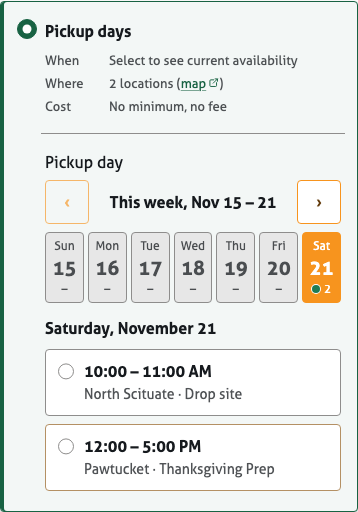 Pickup days
When Select to see current availability
Where 2 locations (map)
Cost No minimum, no fee
Pickup day
‹ This week, Nov 15 – 21 ›
Sun Mon Tue Wed Thu Fri Sat
15 16 17 18 19 20 21
– – – – – – 2
Saturday, November 21
10:00 – 11:00 AM
North Scituate · Drop site
12:00 – 5:00 PM
Pawtucket · Thanksgiving Prep